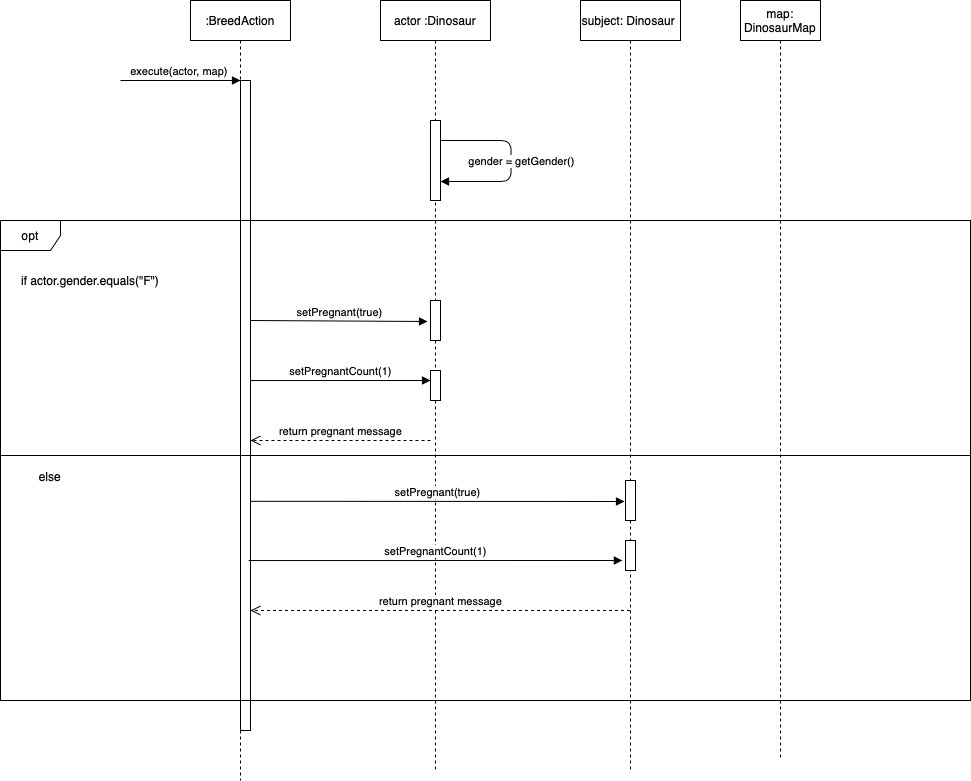 :BreedAction
actor :Dinosaur
subject: Dinosaur
map:
DinosaurMap
execute(actor, map)
gender = getGender()
opt
if actor.gender.equals("F")
setPregnant(true)
setPregnantCount(1)
return pregnant message
else
setPregnant(true)
setPregnantCount(1)
return pregnant message